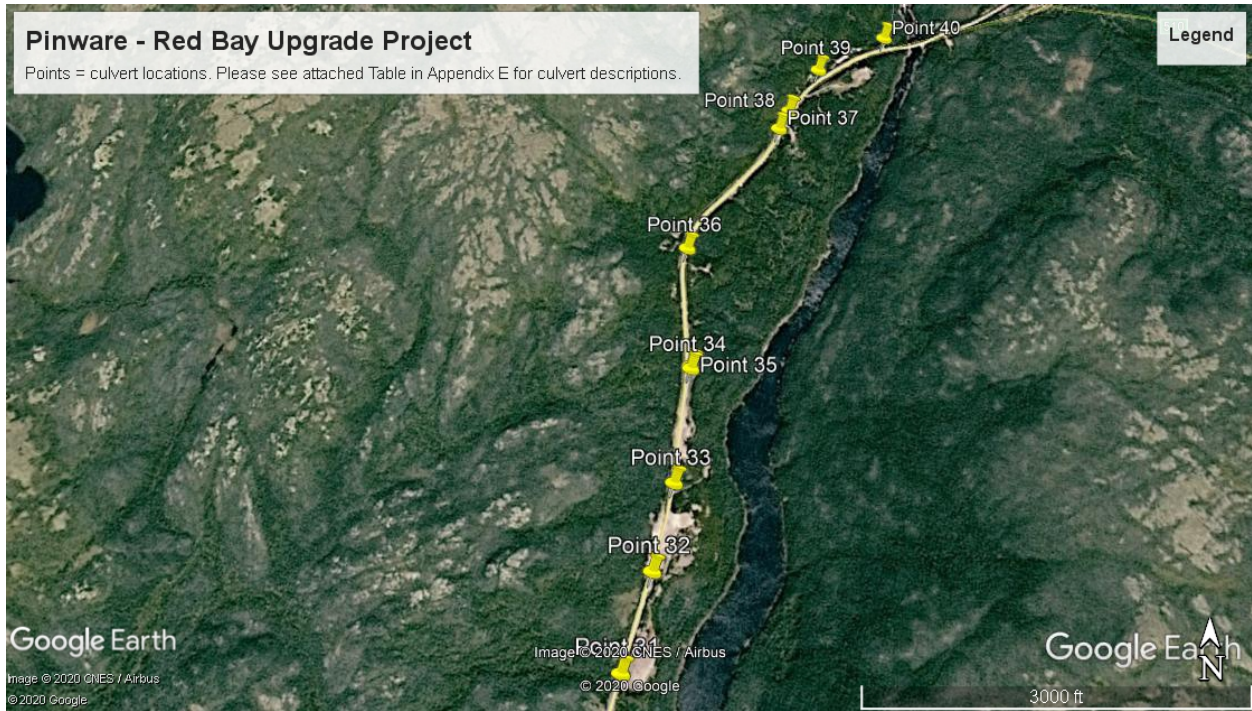 Pinware - Red Bay Upgrade Project
Points = culvert locations. Please see attached Table in Appendix E for culvert descriptions.
Legend
Point 40
Point 39
Point 38
Point 37
Point 36
Point 34
Point 35
Point 33
Point 32
Point 31
Image © 2020 CNES / Airbus
© 2020 Google
Google Earth
Image © 2020 CNES / Airbus
© 2020 Google
Google Earth
N
3000 ft